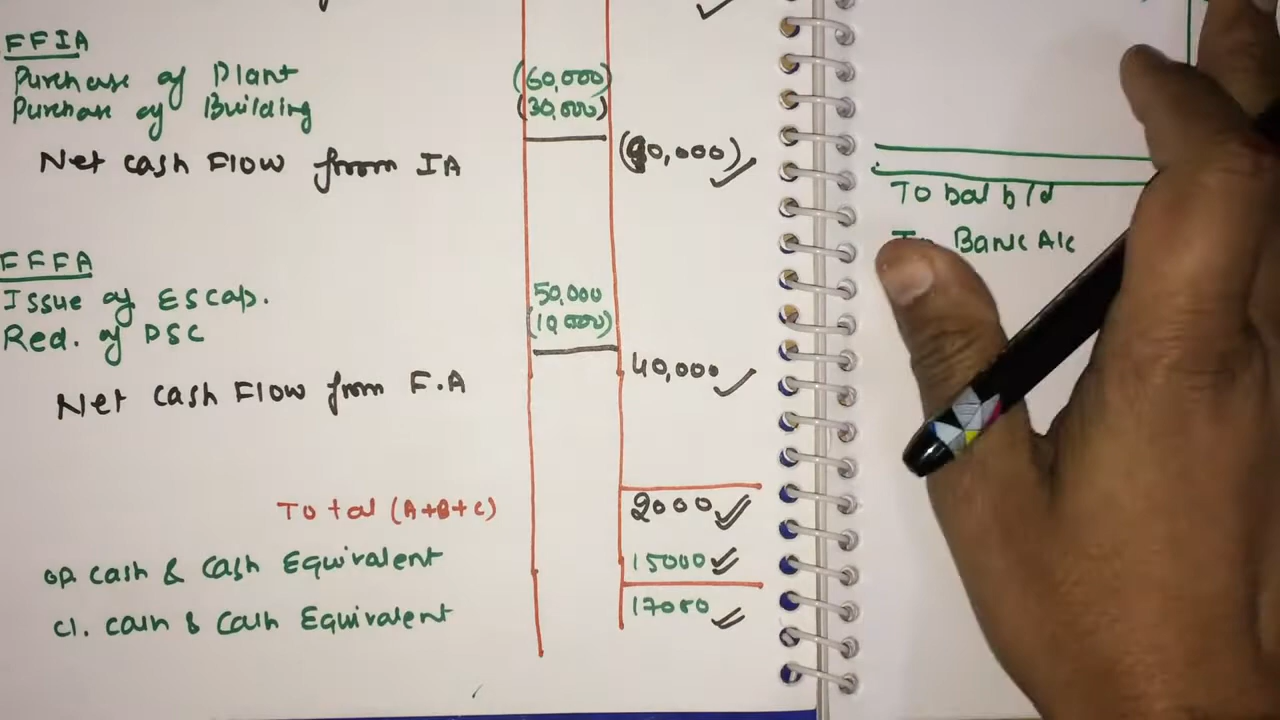 FFIA
Purchase of Plant (60,000)
Purchase of Building (30,000)
Net cash Flow from IA (90,000)
FFFA
Issue of ES cap. 50,000
Red. of PSC (10,000)
Net cash Flow from F.A 40,000
Total (A+B+C) 2000
op. cash & cash Equivalent 15000
cl. cash & cash Equivalent 17000
To bal b/d
To Bank A/c